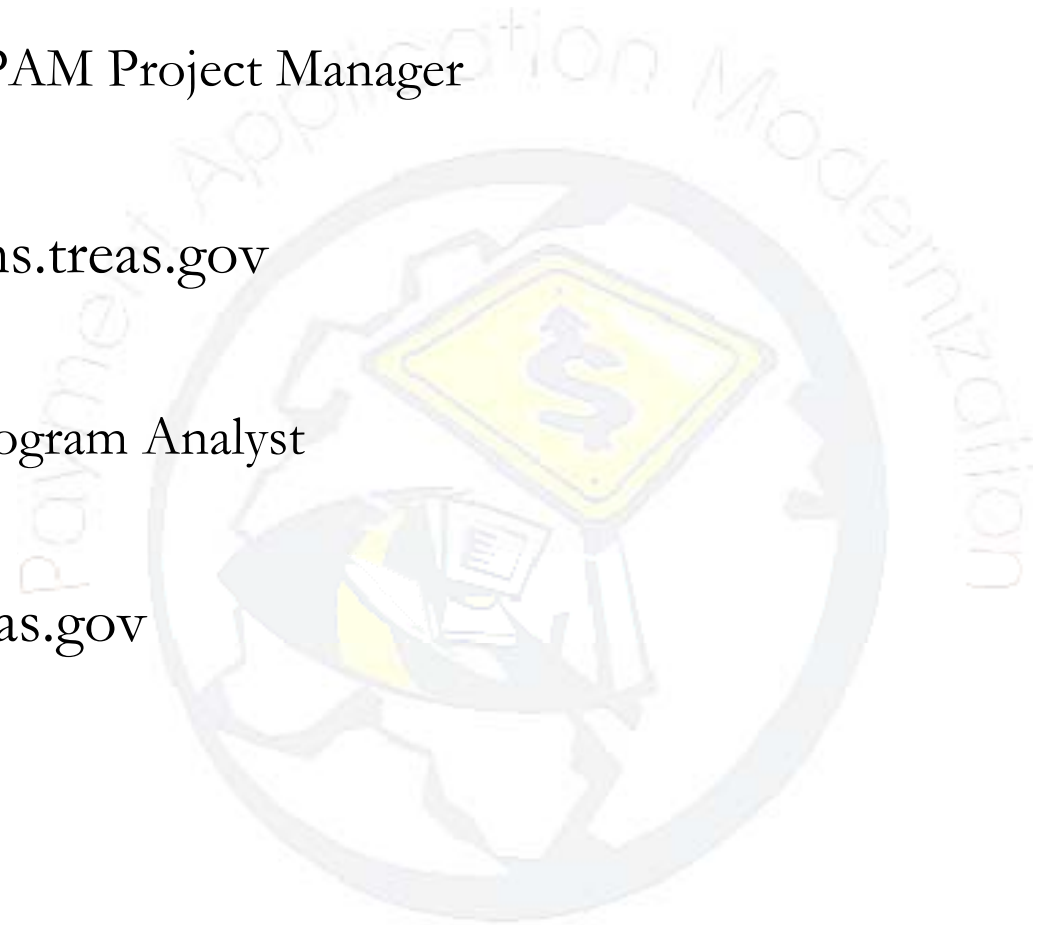 PAM Project Manager
ns.treas.gov
ogram Analyst
as.gov
Payment Application Modernization